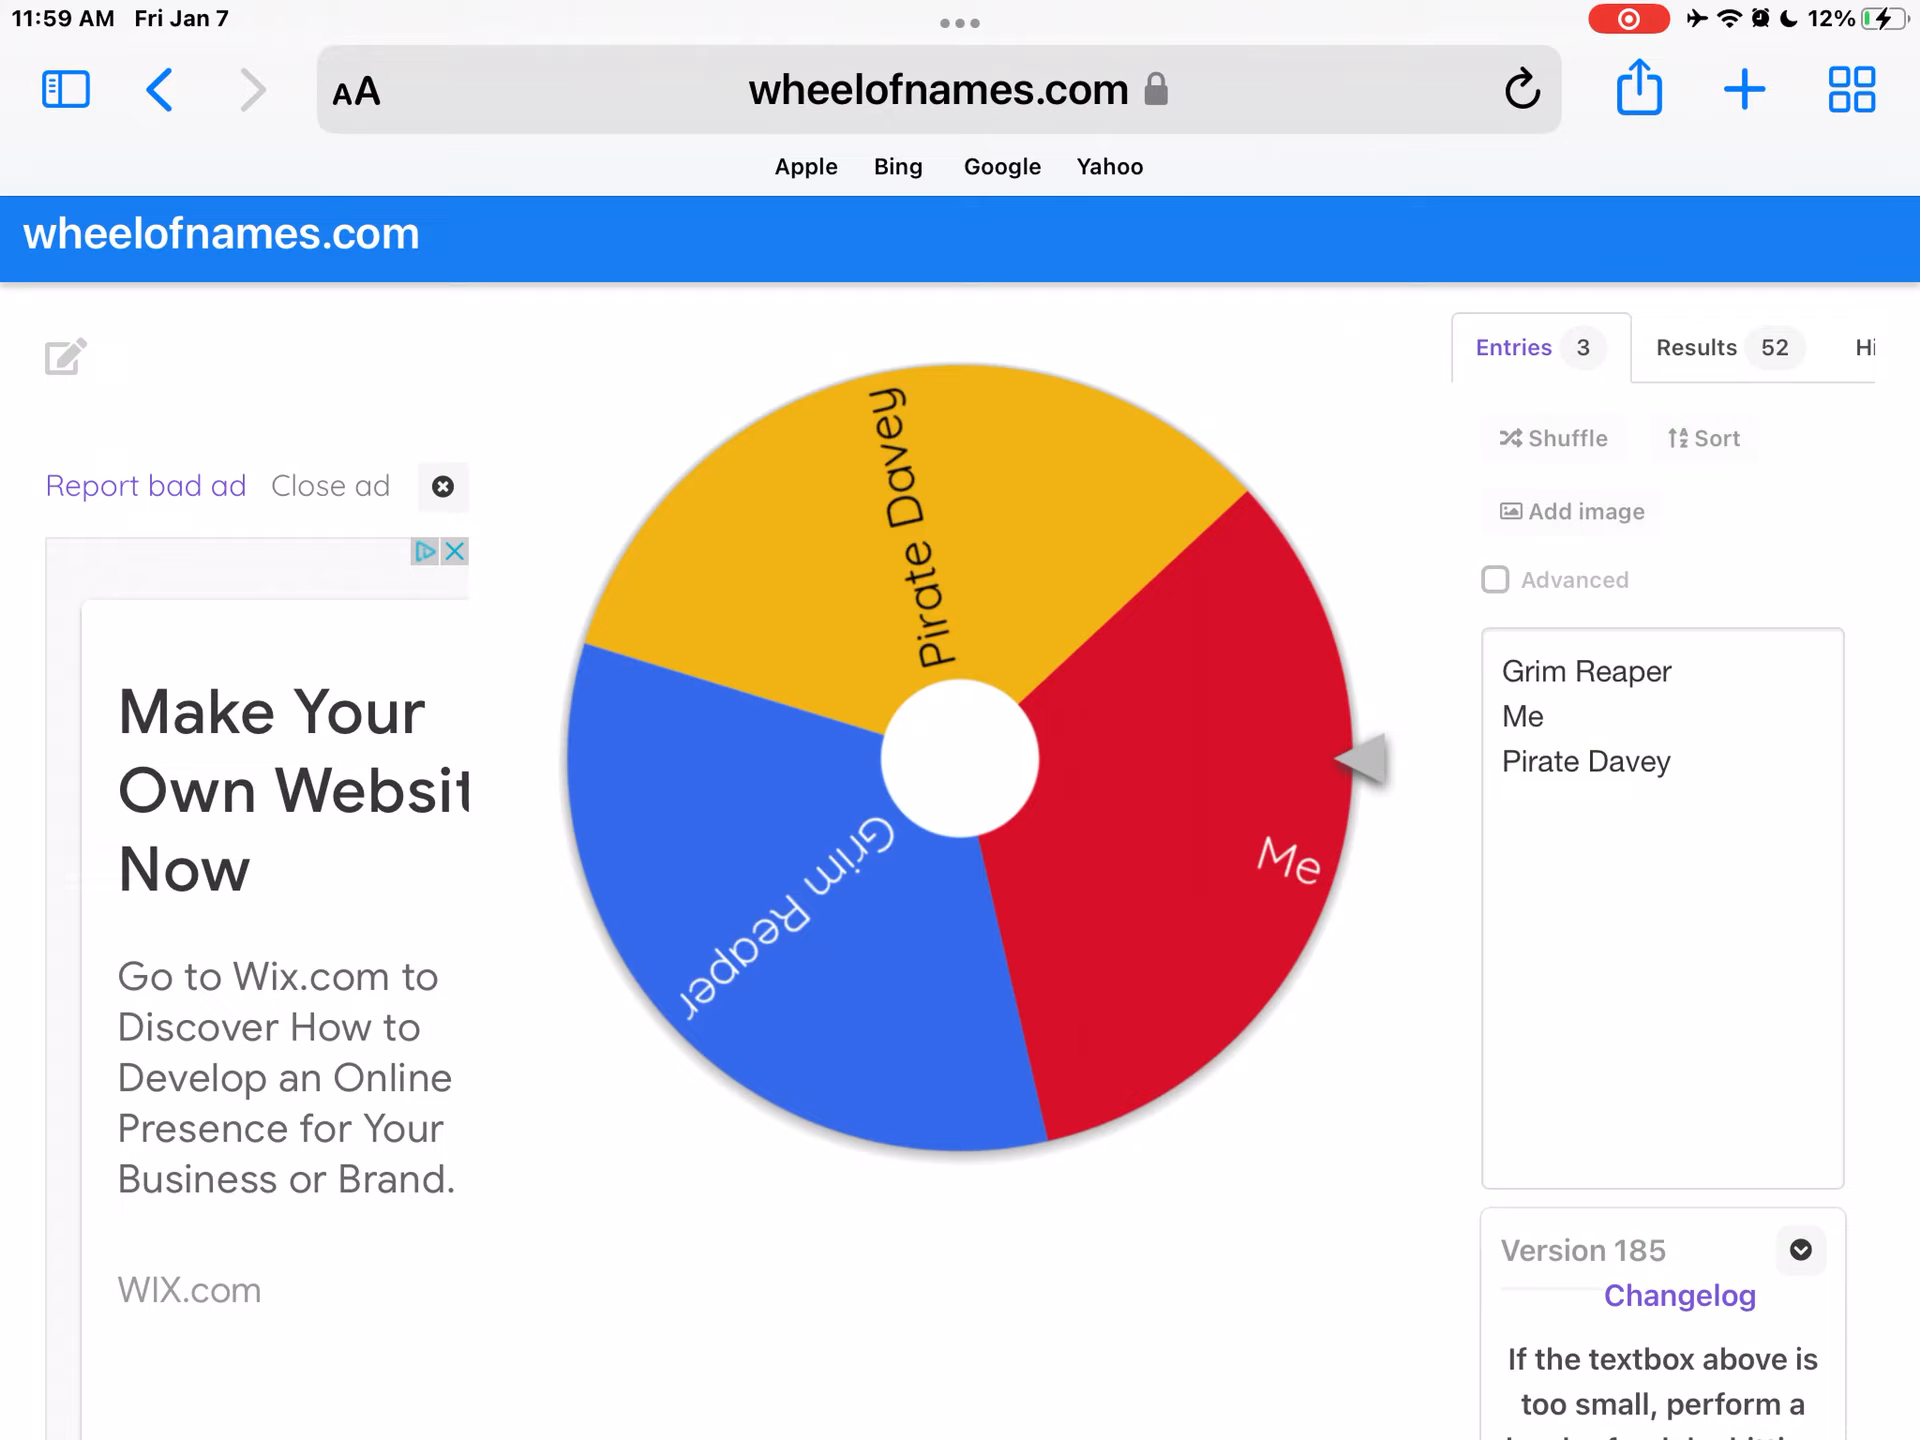 11:59 AM Fri Jan 7
12%
AA
wheelofnames.com
Apple Bing Google Yahoo
wheelofnames.com
Entries 3 Results 52 Hi
Shuffle Sort
Add image
Advanced
Report bad ad Close ad
Make Your
Own Websit
Now
Go to Wix.com to
Discover How to
Develop an Online
Presence for Your
Business or Brand.
WIX.com
Pirate Davey
Me
Grim Reaper
Grim Reaper
Me
Pirate Davey
Version 185
Changelog
If the textbox above is
too small, perform a